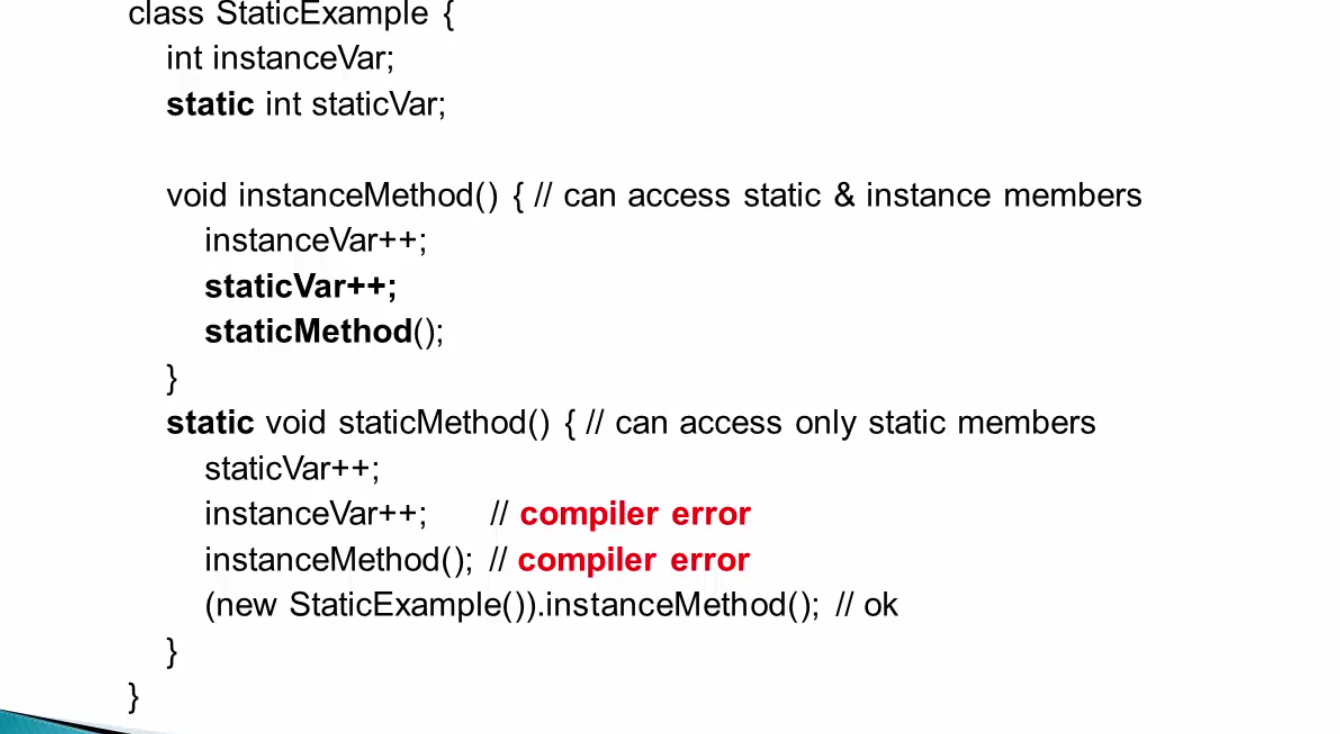 class StaticExample {
int instanceVar;
static int staticVar;
void instanceMethod() { // can access static & instance members
instanceVar++;
staticVar++;
staticMethod();
}
static void staticMethod() { // can access only static members
staticVar++;
instanceVar++; // compiler error
instanceMethod(); // compiler error
(new StaticExample()).instanceMethod(); // ok
}
}